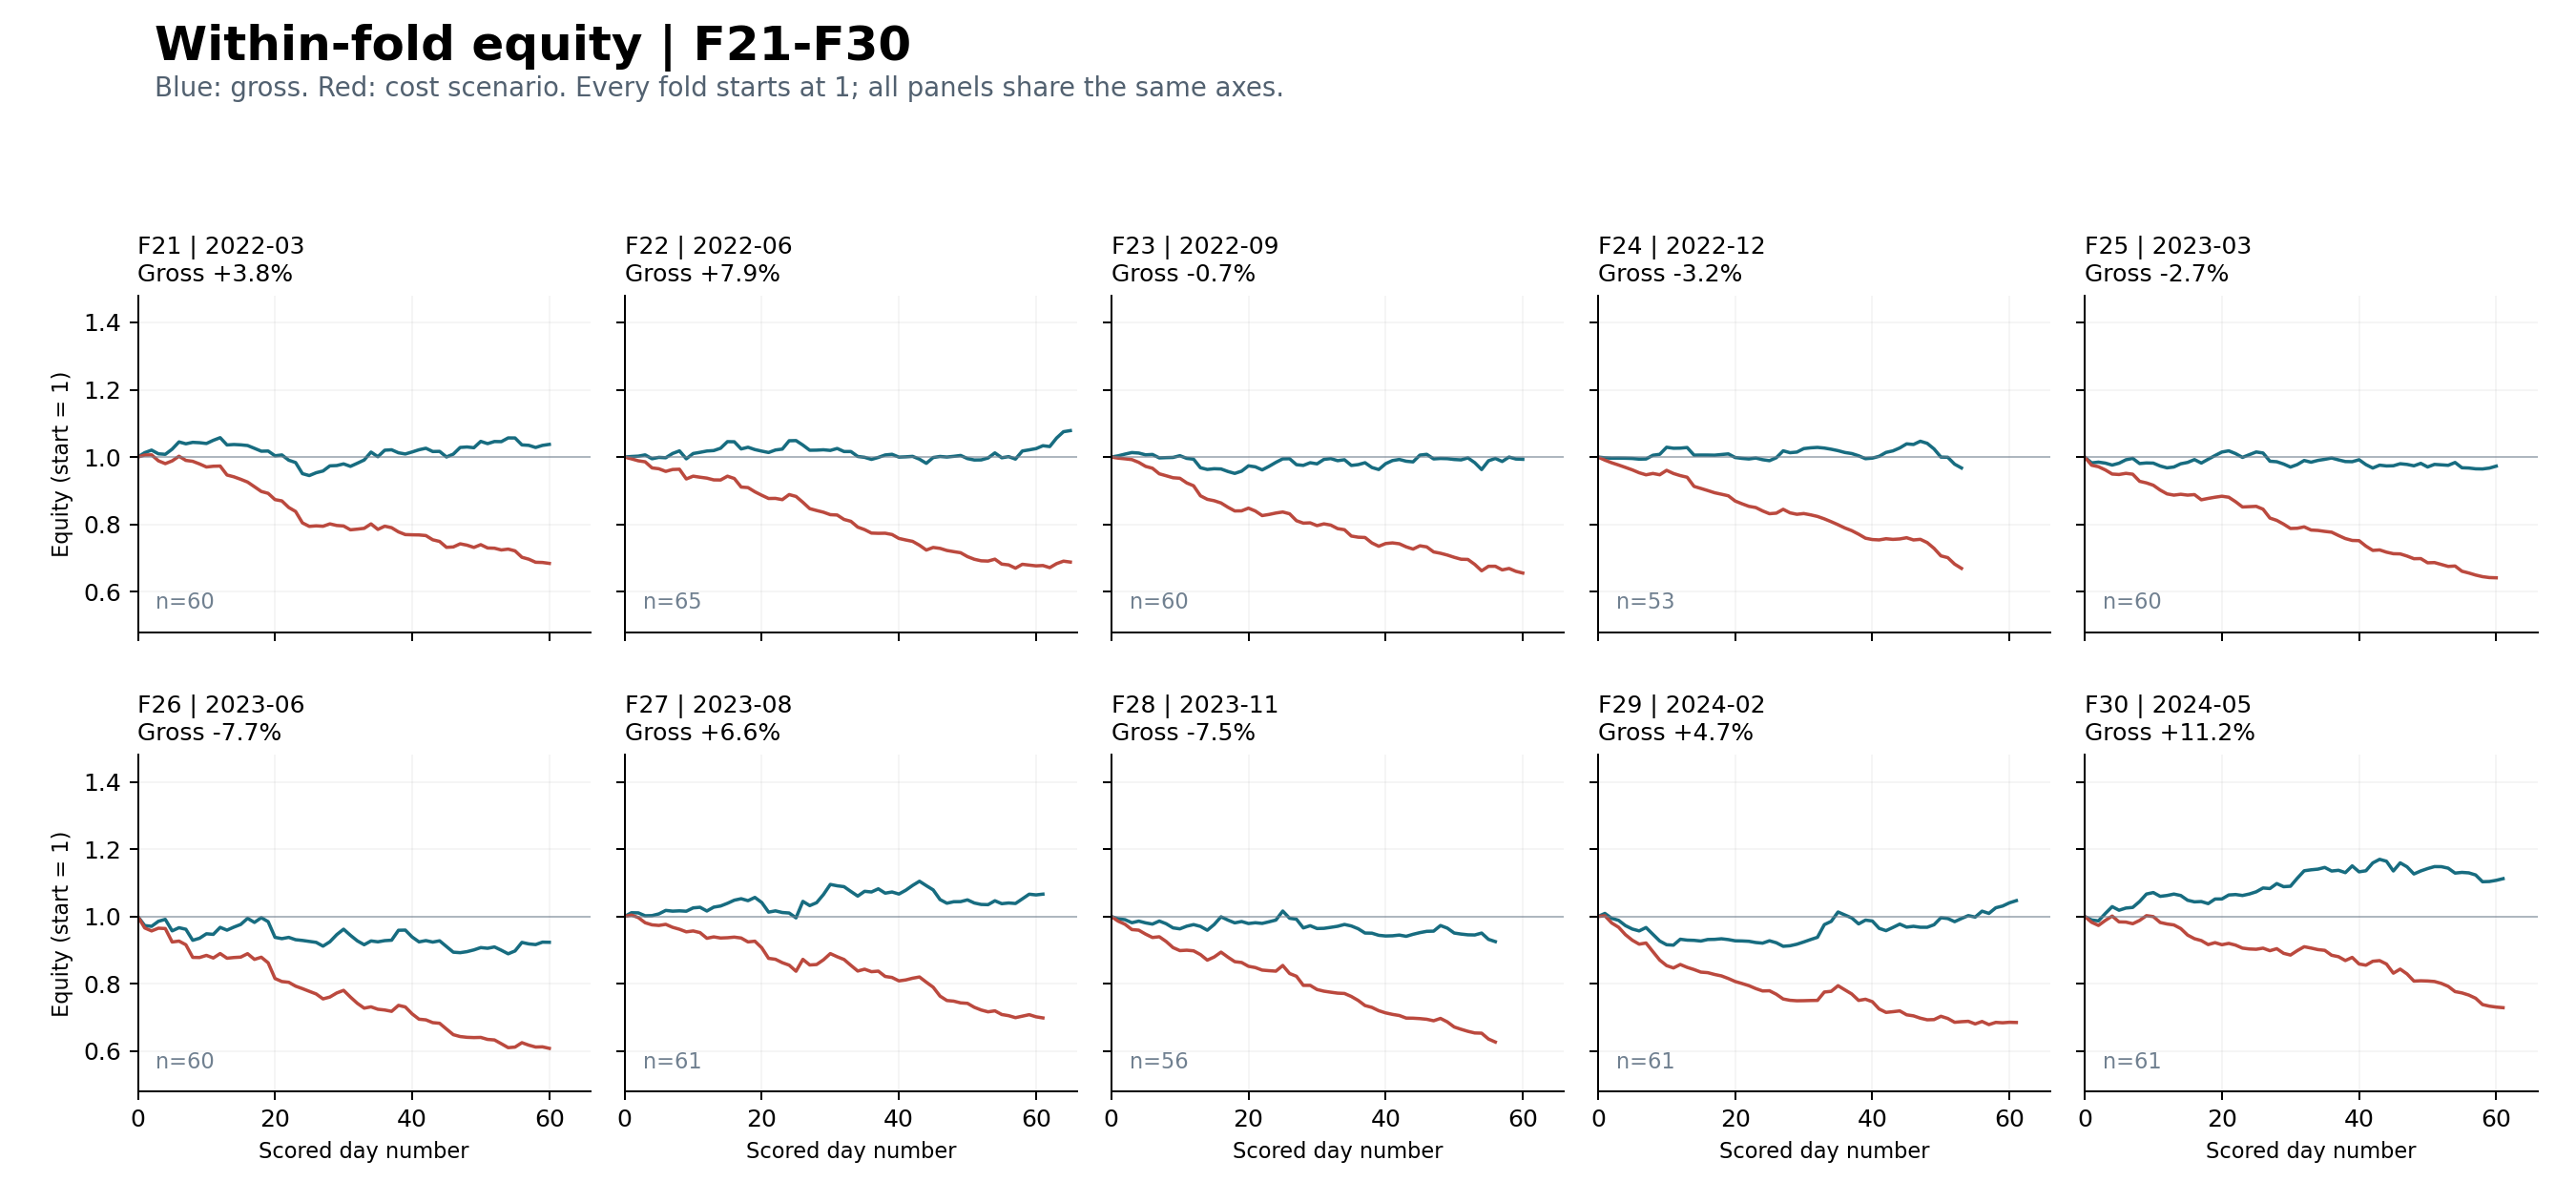 Within-fold equity | F21-F30
Blue: gross. Red: cost scenario. Every fold starts at 1; all panels share the same axes.
F21 | 2022-03
Gross +3.8%
F22 | 2022-06
Gross +7.9%
F23 | 2022-09
Gross -0.7%
F24 | 2022-12
Gross -3.2%
F25 | 2023-03
Gross -2.7%
Equity (start = 1)
1.4
1.2
1.0
0.8
0.6
n=60
n=65
n=60
n=53
n=60
F26 | 2023-06
Gross -7.7%
F27 | 2023-08
Gross +6.6%
F28 | 2023-11
Gross -7.5%
F29 | 2024-02
Gross +4.7%
F30 | 2024-05
Gross +11.2%
Equity (start = 1)
1.4
1.2
1.0
0.8
0.6
n=60
n=61
n=56
n=61
n=61
0 20 40 60
0 20 40 60
0 20 40 60
0 20 40 60
0 20 40 60
Scored day number
Scored day number
Scored day number
Scored day number
Scored day number